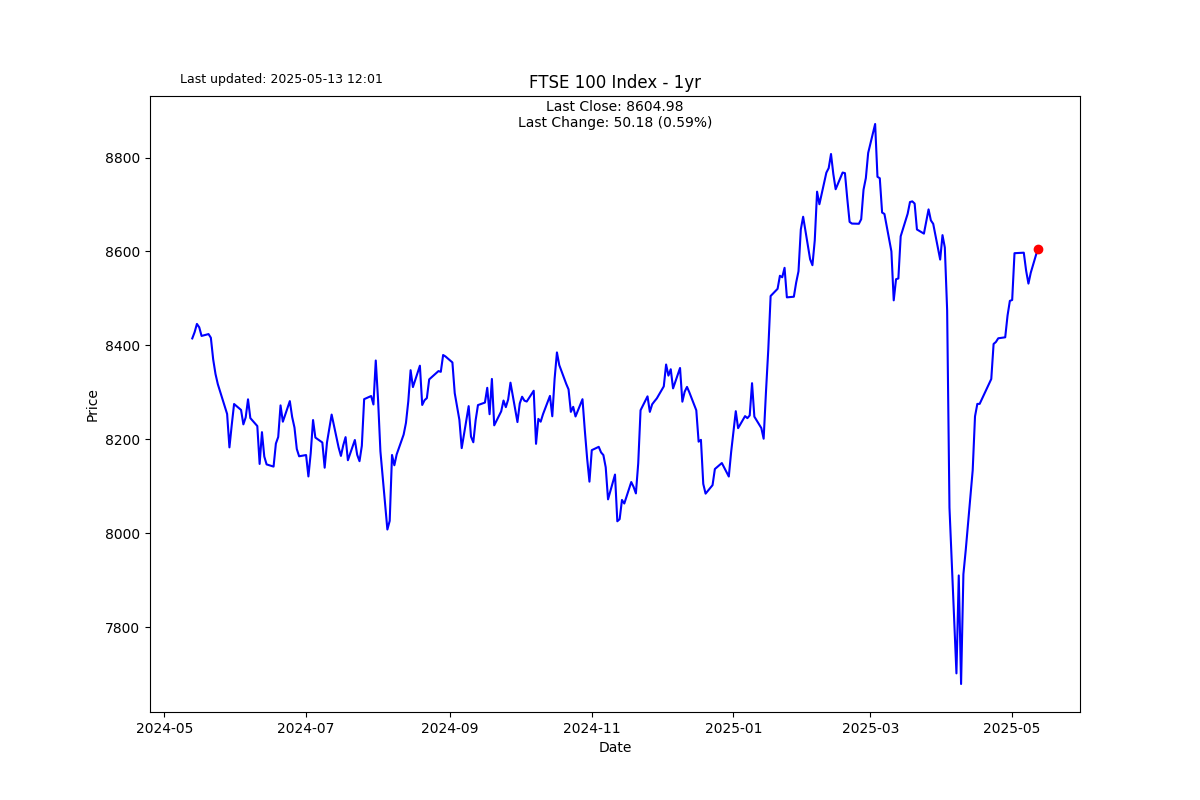 Last updated: 2025-05-13 12:01
FTSE 100 Index - 1yr
Last Close: 8604.98
Last Change: 50.18 (0.59%)
8800
8600
8400
8200
8000
7800
Price
2024-05
2024-07
2024-09
2024-11
2025-01
2025-03
2025-05
Date